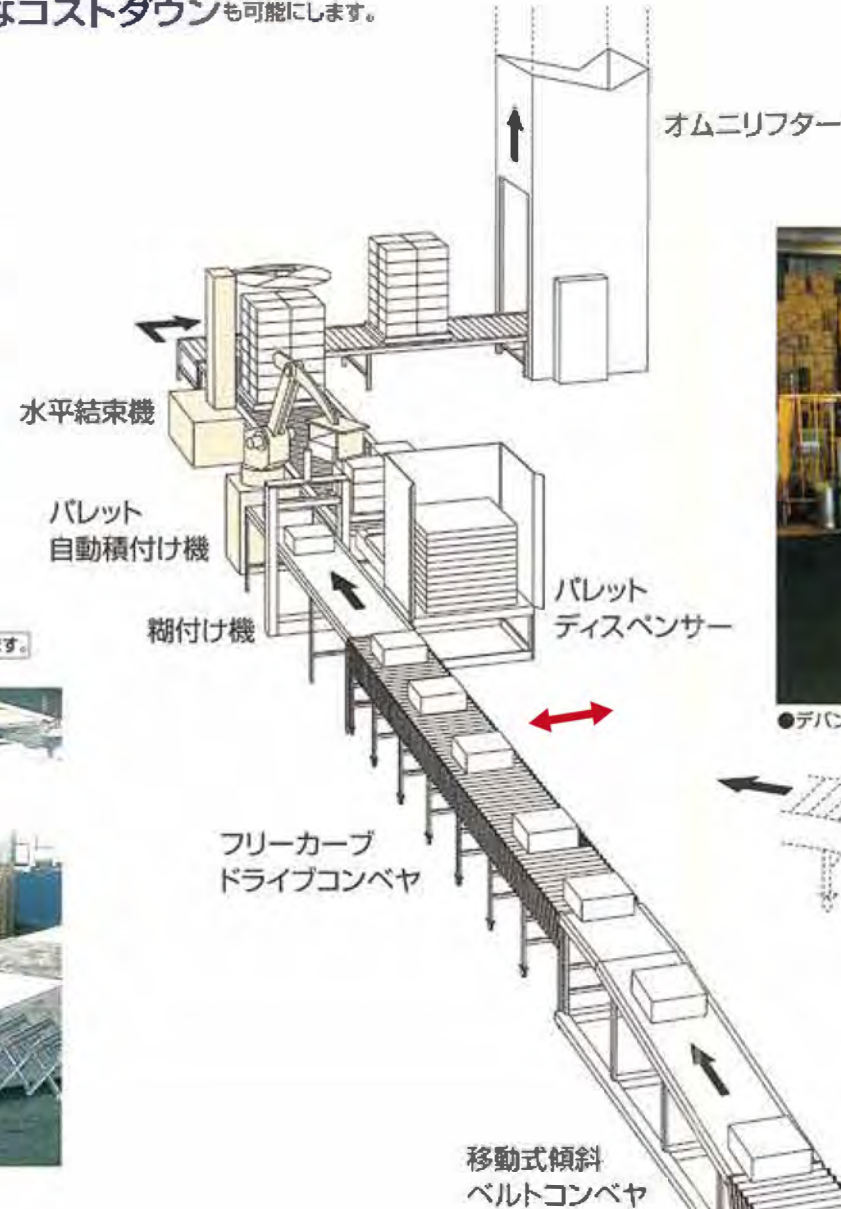 なコストダウンも可能にします。
オムニリフター
水平結束機
パレット
自動積付け機
糊付け機
パレット
ディスペンサー
す。
●デバン
フリーカーブ
ドライブコンベヤ
移動式傾斜
ベルトコンベヤ